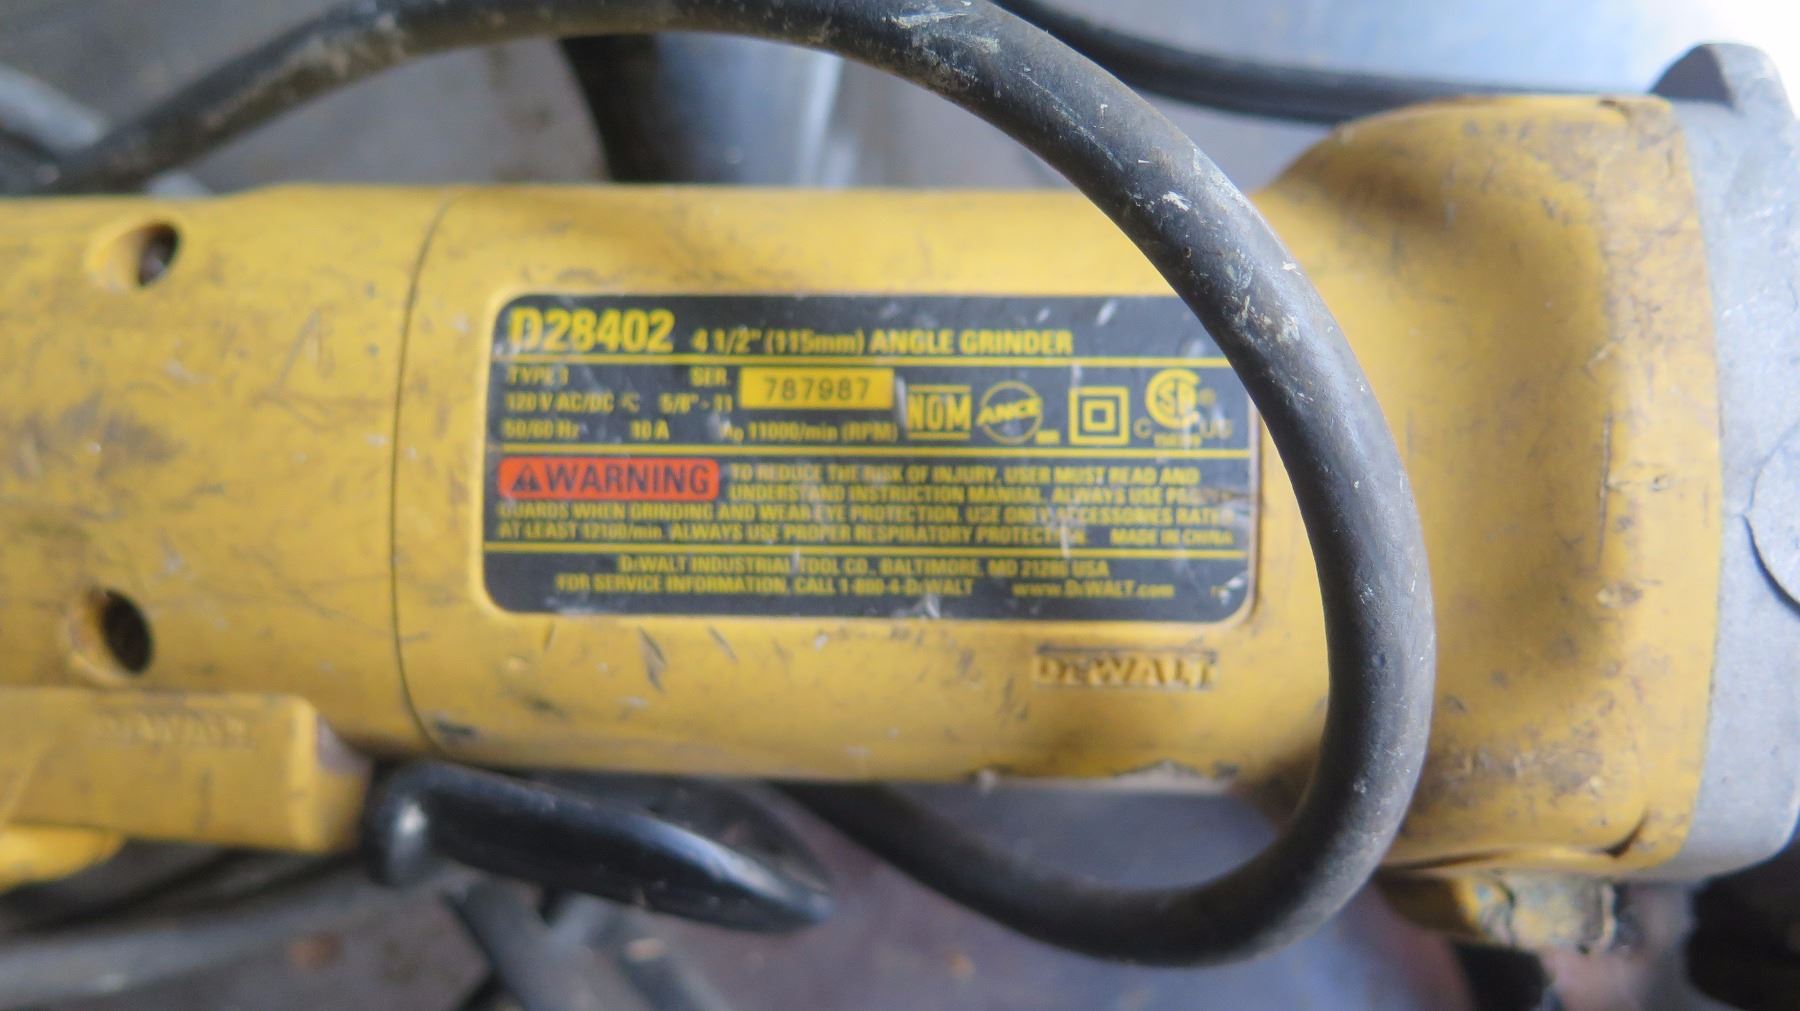 D28402 4 1/2" (115mm) ANGLE GRINDER
TYPE 1 SER. 787987
120 V AC/DC 5/8" - 11
50/60 Hz 10 A 11000/min (RPM)
NOM ANCE C US
WARNING TO REDUCE THE RISK OF INJURY, USER MUST READ AND
UNDERSTAND INSTRUCTION MANUAL. ALWAYS USE
GUARDS WHEN GRINDING AND WEAR EYE PROTECTION. USE ONLY ACCESSORIES RATED
AT LEAST 12100/min. ALWAYS USE PROPER RESPIRATORY PROTECTION. MADE IN CHINA
DEWALT INDUSTRIAL TOOL CO., BALTIMORE, MD 21286 USA
FOR SERVICE INFORMATION, CALL 1-800-4-DEWALT www.DEWALT.com
DEWALT
DEWALT